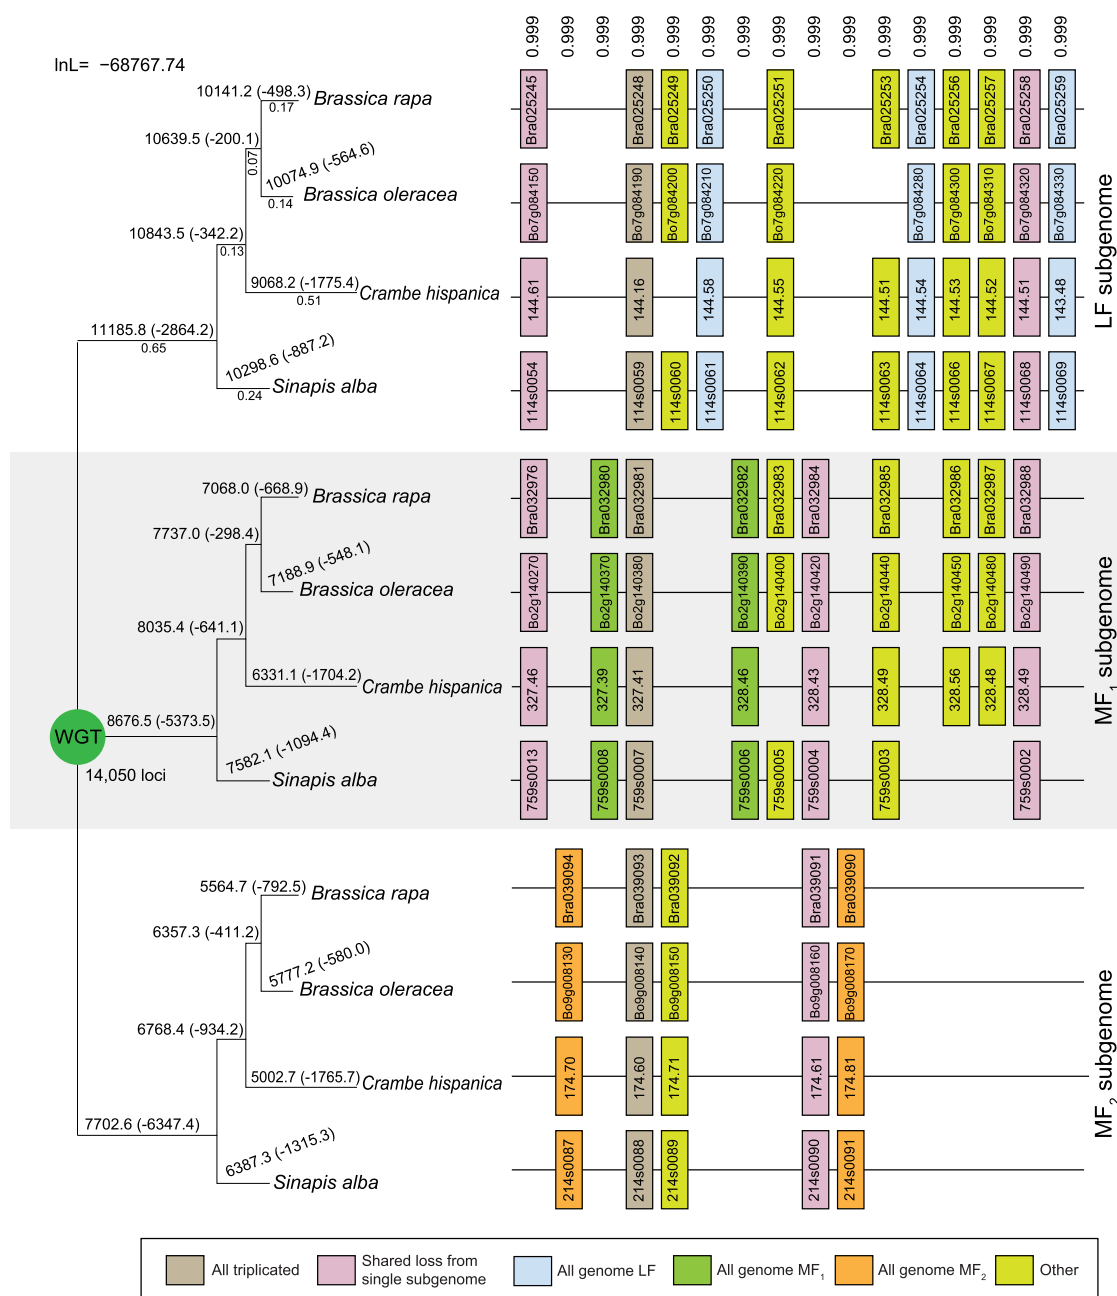 0.999 0.999 0.999 0.999 0.999 0.999 0.999 0.999 0.999 0.999 0.999 0.999 0.999 0.999 0.999 0.999
lnL= −68767.74
10141.2 (-498.3)
0.17
Brassica rapa
10639.5 (-200.1)
0.07
10074.9 (-564.6)
0.14
Brassica oleracea
10843.5 (-342.2)
0.13
9068.2 (-1775.4)
0.51
Crambe hispanica
11185.8 (-2864.2)
0.65
10298.6 (-887.2)
0.24
Sinapis alba
Bra025245 Bra025248 Bra025249 Bra025250 Bra025251 Bra025253 Bra025254 Bra025256 Bra025257 Bra025258 Bra025259
Bo7g084150 Bo7g084190 Bo7g084200 Bo7g084210 Bo7g084220 Bo7g084280 Bo7g084300 Bo7g084310 Bo7g084320 Bo7g084330
144.61 144.16 144.58 144.55 144.51 144.54 144.53 144.52 144.51 143.48
114s0054 114s0059 114s0060 114s0061 114s0062 114s0063 114s0064 114s0066 114s0067 114s0068 114s0069
LF subgenome
7068.0 (-668.9)
Brassica rapa
7737.0 (-298.4)
7188.9 (-548.1)
Brassica oleracea
8035.4 (-641.1)
6331.1 (-1704.2)
Crambe hispanica
WGT
8676.5 (-5373.5)
14,050 loci
7582.1 (-1094.4)
Sinapis alba
Bra032976 Bra032980 Bra032981 Bra032982 Bra032983 Bra032984 Bra032985 Bra032986 Bra032987 Bra032988
Bo2g140270 Bo2g140370 Bo2g140380 Bo2g140390 Bo2g140400 Bo2g140420 Bo2g140440 Bo2g140450 Bo2g140480 Bo2g140490
327.46 327.39 327.41 328.46 328.43 328.49 328.56 328.48 328.49
759s0013 759s0008 759s0007 759s0006 759s0005 759s0004 759s0003 759s0002
MF1 subgenome
5564.7 (-792.5)
Brassica rapa
6357.3 (-411.2)
5777.2 (-580.0)
Brassica oleracea
6768.4 (-934.2)
5002.7 (-1765.7)
Crambe hispanica
7702.6 (-6347.4)
6387.3 (-1315.3)
Sinapis alba
Bra039094 Bra039093 Bra039092 Bra039091 Bra039090
Bo9g008130 Bo9g008140 Bo9g008150 Bo9g008160 Bo9g008170
174.70 174.60 174.71 174.61 174.81
214s0087 214s0088 214s0089 214s0090 214s0091
MF2 subgenome
All triplicated
Shared loss from
single subgenome
All genome LF
All genome MF1
All genome MF2
Other